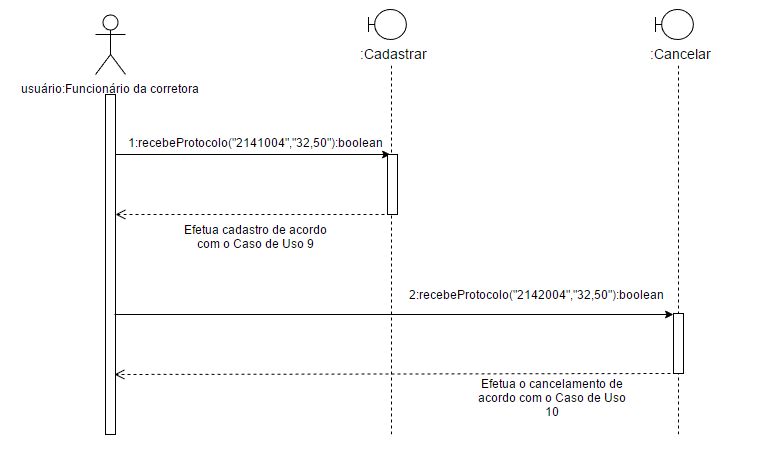 :Cadastrar
:Cancelar
usuário:Funcionário da corretora
1:recebeProtocolo("2141004","32,50"):boolean
Efetua cadastro de acordo
com o Caso de Uso 9
2:recebeProtocolo("2142004","32,50"):boolean
Efetua o cancelamento de
acordo com o Caso de Uso
10